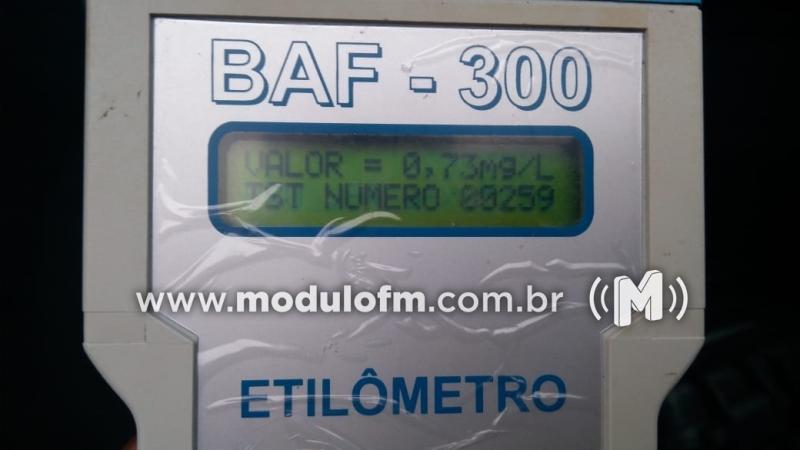 BAF - 300
VALOR = 0,73mg/L
TST NUMERO 00259
www.modulofm.com.br ((M))
ETILÔMETRO